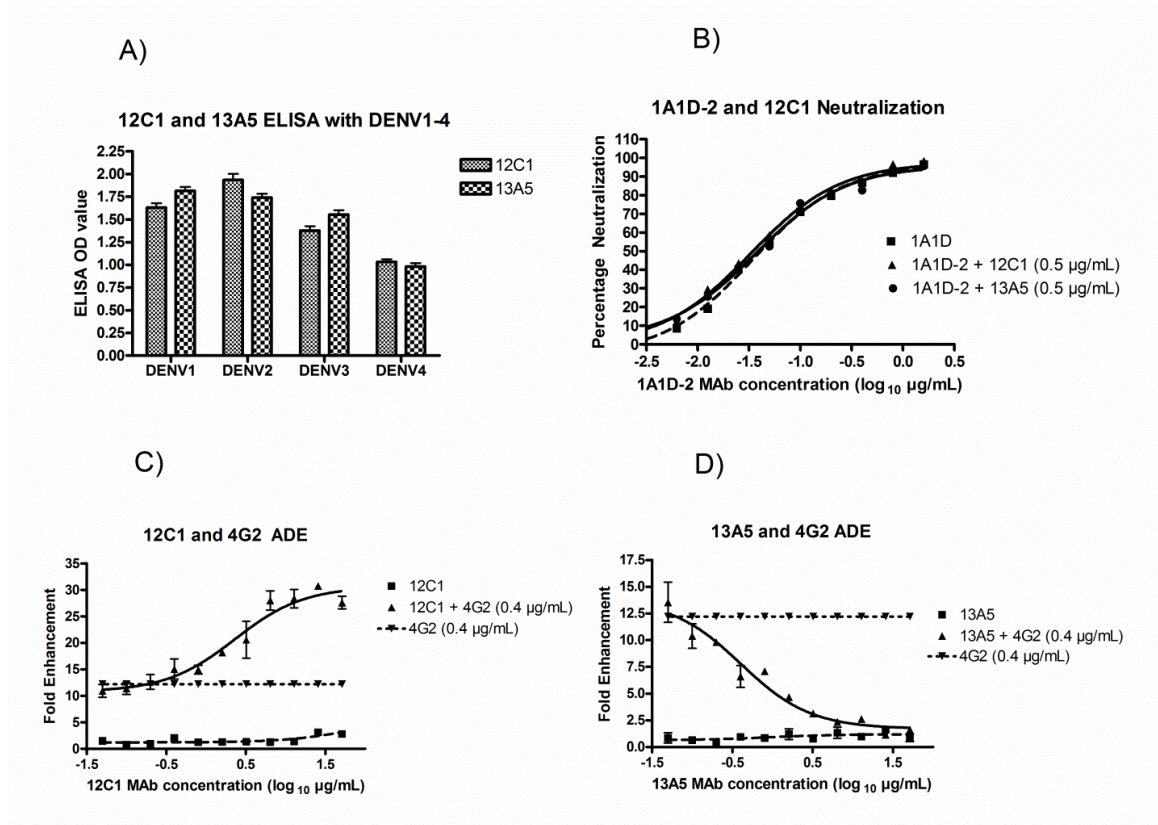 A)
12C1 and 13A5 ELISA with DENV1-4
ELISA OD value
2.25
2.00
1.75
1.50
1.25
1.00
0.75
0.50
0.25
0.00
DENV1 DENV2 DENV3 DENV4
12C1
13A5
B)
1A1D-2 and 12C1 Neutralization
Percentage Neutralization
110
100
90
80
70
60
50
40
30
20
10
0
-2.5 -2.0 -1.5 -1.0 -0.5 0.0 0.5
1A1D-2 MAb concentration (log10 µg/mL)
1A1D
1A1D-2 + 12C1 (0.5 µg/mL)
1A1D-2 + 13A5 (0.5 µg/mL)
C)
12C1 and 4G2 ADE
Fold Enhancement
35
30
25
20
15
10
5
0
-1.5 -0.5 0.5 1.5
12C1 MAb concentration (log10 µg/mL)
12C1
12C1 + 4G2 (0.4 µg/mL)
4G2 (0.4 µg/mL)
D)
13A5 and 4G2 ADE
Fold Enhancement
17.5
15.0
12.5
10.0
7.5
5.0
2.5
0.0
-1.5 -0.5 0.5 1.5
13A5 MAb concentration (log10 µg/mL)
13A5
13A5 + 4G2 (0.4 µg/mL)
4G2 (0.4 µg/mL)